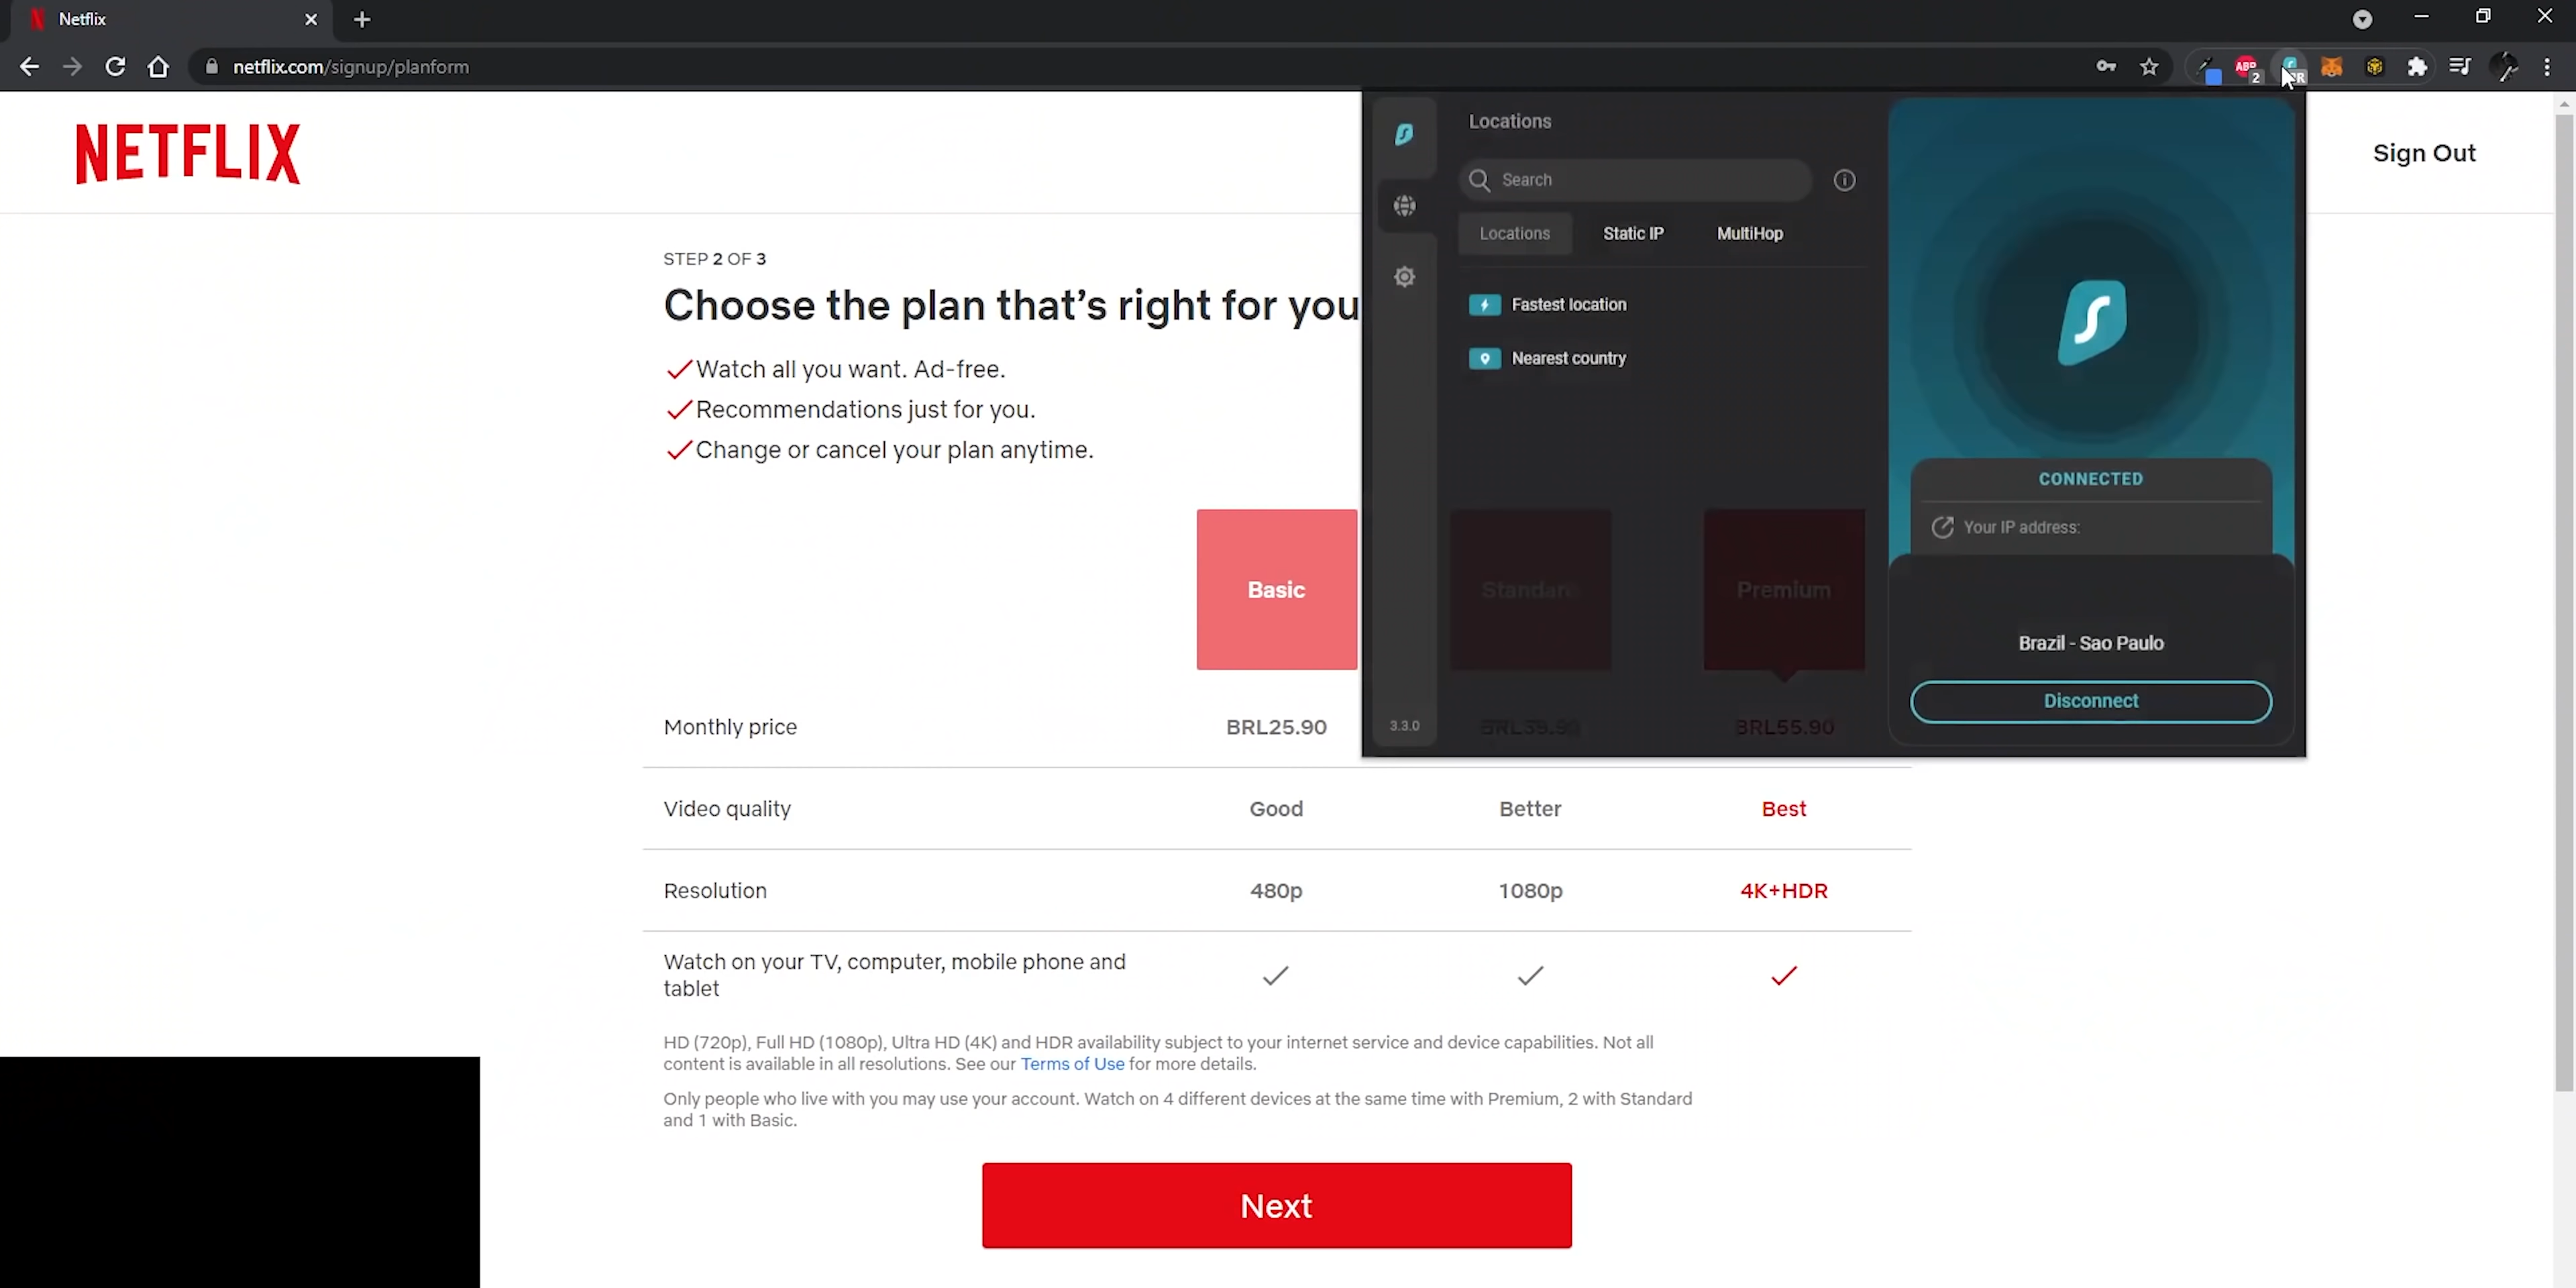 Netflix
netflix.com/signup/planform
ABP
2
NETFLIX
Sign Out
STEP 2 OF 3
Choose the plan that's right for you
Watch all you want. Ad-free.
Recommendations just for you.
Change or cancel your plan anytime.
Locations
Search
Locations Static IP MultiHop
Fastest location
Nearest country
3.3.0
CONNECTED
Your IP address:
Brazil - Sao Paulo
Disconnect
Basic Standard Premium
Monthly price BRL25.90 BRL39.90 BRL55.90
Video quality Good Better Best
Resolution 480p 1080p 4K+HDR
Watch on your TV, computer, mobile phone and
tablet
HD (720p), Full HD (1080p), Ultra HD (4K) and HDR availability subject to your internet service and device capabilities. Not all
content is available in all resolutions. See our Terms of Use for more details.
Only people who live with you may use your account. Watch on 4 different devices at the same time with Premium, 2 with Standard
and 1 with Basic.
Next